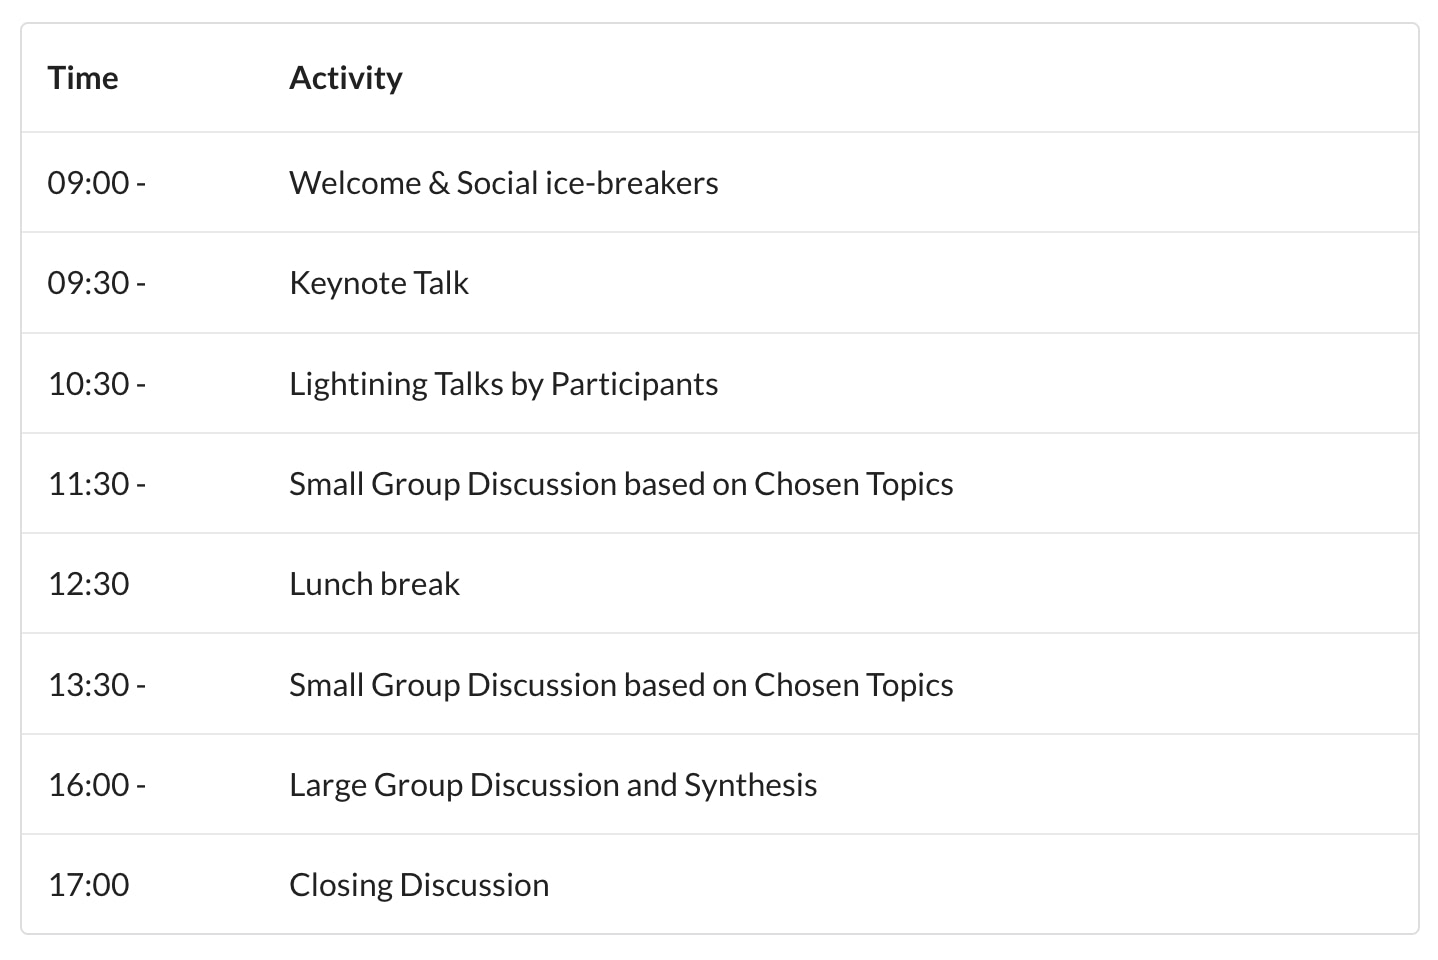 Time Activity
09:00 - Welcome & Social ice-breakers
09:30 - Keynote Talk
10:30 - Lightining Talks by Participants
11:30 - Small Group Discussion based on Chosen Topics
12:30 Lunch break
13:30 - Small Group Discussion based on Chosen Topics
16:00 - Large Group Discussion and Synthesis
17:00 Closing Discussion